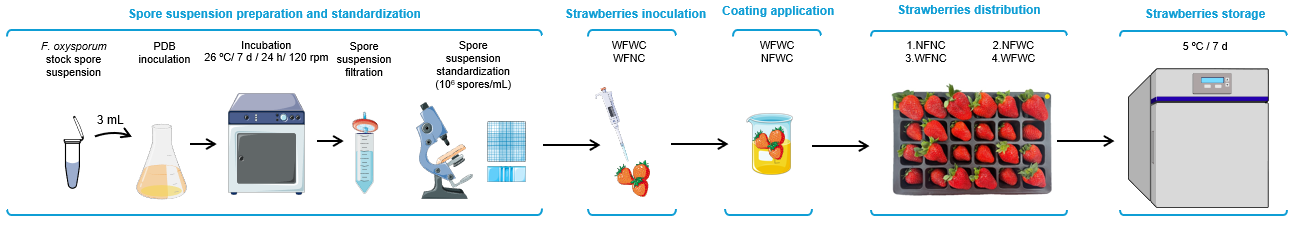 Spore suspension preparation and standardization
F. oxysporum
stock spore
suspension
3 mL
PDB
inoculation
Incubation
26 ºC/ 7 d / 24 h/ 120 rpm
Spore
suspension
filtration
Spore
suspension
standardization
(10⁶ spores/mL)
Strawberries inoculation
WFWC
WFNC
Coating application
WFWC
NFWC
Strawberries distribution
1.NFNC 2.NFWC
3.WFNC 4.WFWC
Strawberries storage
5 ºC / 7 d